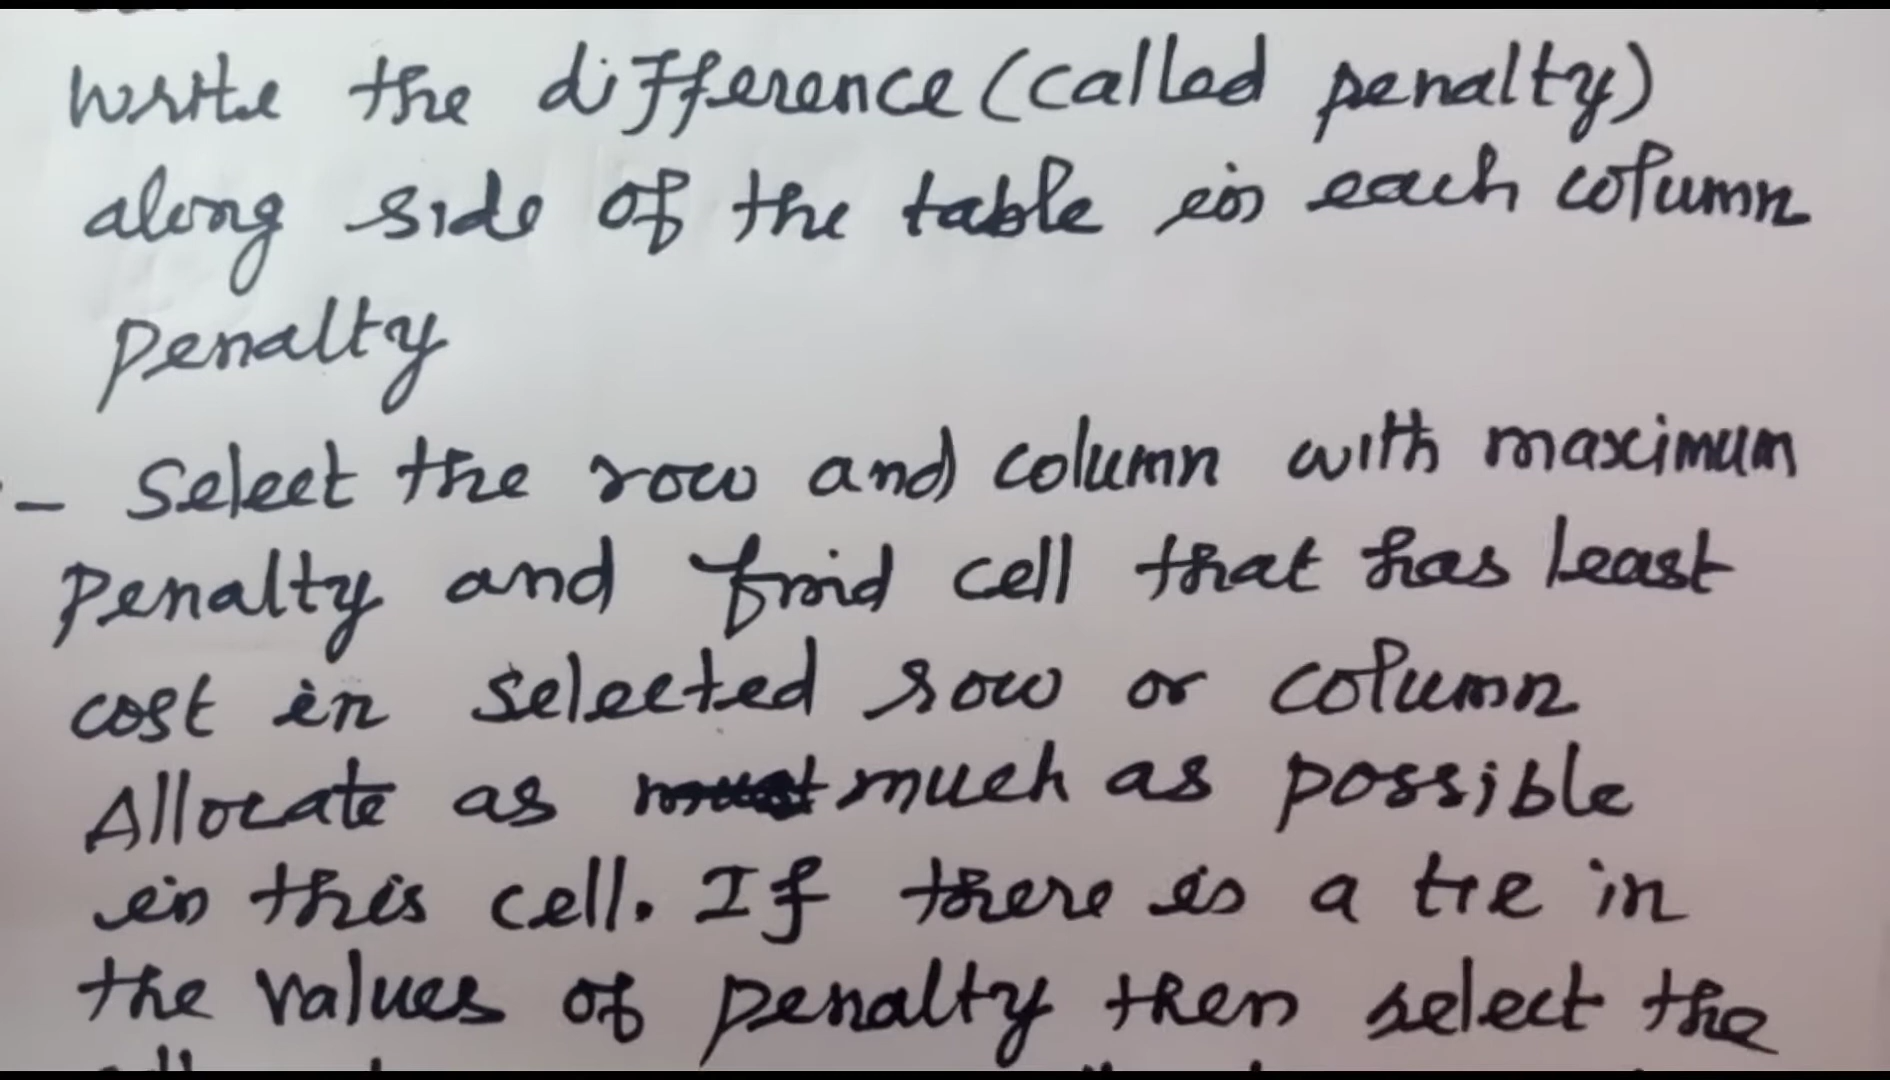 Write the difference (called penalty)
along side of the table in each column
Penalty
- Select the row and column with maximum
Penalty and find cell that has least
cost in selected row or column
Allocate as much as possible
in this cell. If there is a tie in
the values of penalty then select the